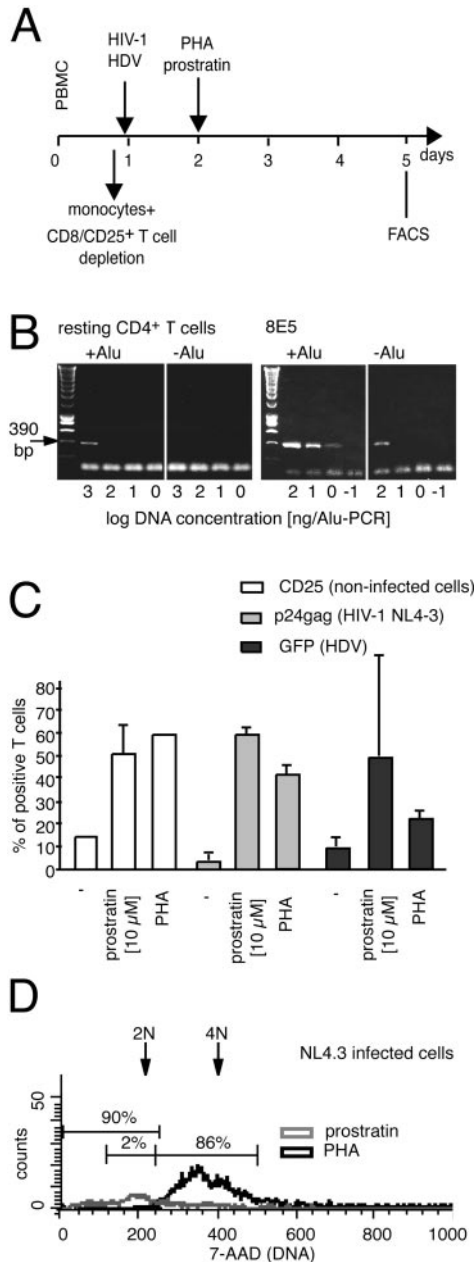 A
HIV-1
HDV
PHA
prostratin
PBMC
0 1 2 3 4 5 days
monocytes+
CD8/CD25+ T cell
depletion
FACS
B
resting CD4+ T cells 8E5
+Alu -Alu +Alu -Alu
390
bp
3 2 1 0 3 2 1 0 2 1 0 -1 2 1 0 -1
log DNA concentration [ng/Alu-PCR]
C
CD25 (non-infected cells)
p24gag (HIV-1 NL4-3)
GFP (HDV)
% of positive T cells
80
70
60
50
40
30
20
10
0
-
prostratin
[10 µM]
PHA
-
prostratin
[10 µM]
PHA
-
prostratin
[10 µM]
PHA
D
2N 4N NL4.3 infected cells
counts
50
0
90%
2% 86%
prostratin
PHA
0 200 400 600 800 1000
7-AAD (DNA)